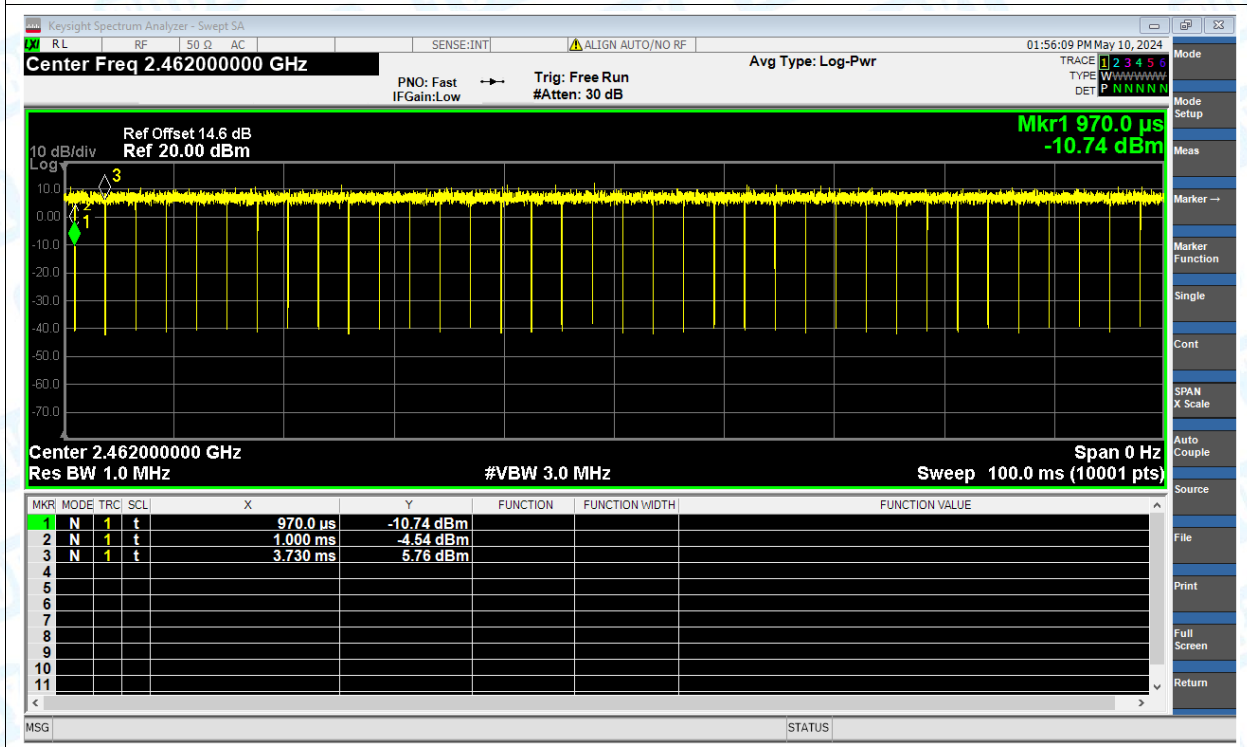 Keysight Spectrum Analyzer - Swept SA
LXI RL RF 50 Ω AC SENSE:INT ALIGN AUTO/NO RF 01:56:09 PM May 10, 2024
Center Freq 2.462000000 GHz
PNO: Fast
IFGain:Low
Trig: Free Run
#Atten: 30 dB
Avg Type: Log-Pwr
TRACE 1 2 3 4 5 6
TYPE WWWWWW
DET P N N N N N
Ref Offset 14.6 dB
10 dB/div Ref 20.00 dBm
Log
Mkr1 970.0 µs
-10.74 dBm
10.0
0.00
-10.0
-20.0
-30.0
-40.0
-50.0
-60.0
-70.0
3
2
1
Center 2.462000000 GHz Span 0 Hz
Res BW 1.0 MHz #VBW 3.0 MHz Sweep 100.0 ms (10001 pts)
MKR MODE TRC SCL X Y FUNCTION FUNCTION WIDTH FUNCTION VALUE
1 N 1 t 970.0 µs -10.74 dBm
2 N 1 t 1.000 ms -4.54 dBm
3 N 1 t 3.730 ms 5.76 dBm
4
5
6
7
8
9
10
11
MSG STATUS
Mode
Mode
Setup
Meas
Marker →
Marker
Function
Single
Cont
SPAN
X Scale
Auto
Couple
Source
File
Print
Full
Screen
Return